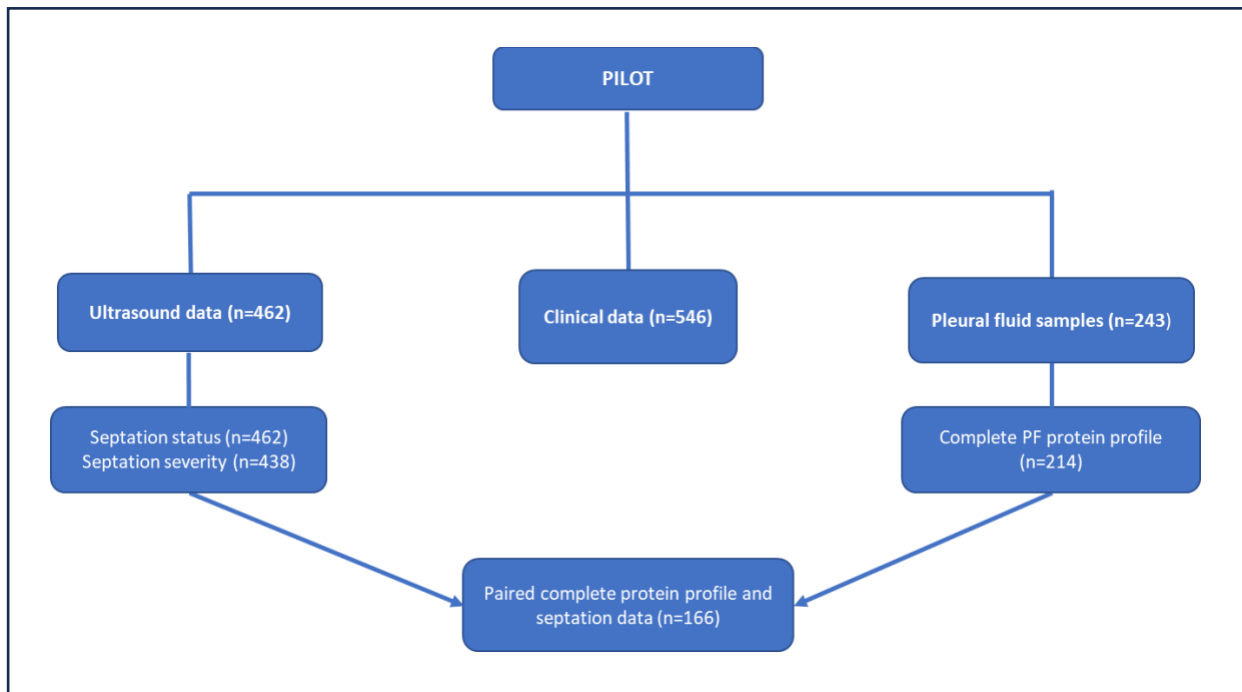 PILOT
Ultrasound data (n=462)
Clinical data (n=546)
Pleural fluid samples (n=243)
Septation status (n=462)
Septation severity (n=438)
Complete PF protein profile
(n=214)
Paired complete protein profile and
septation data (n=166)